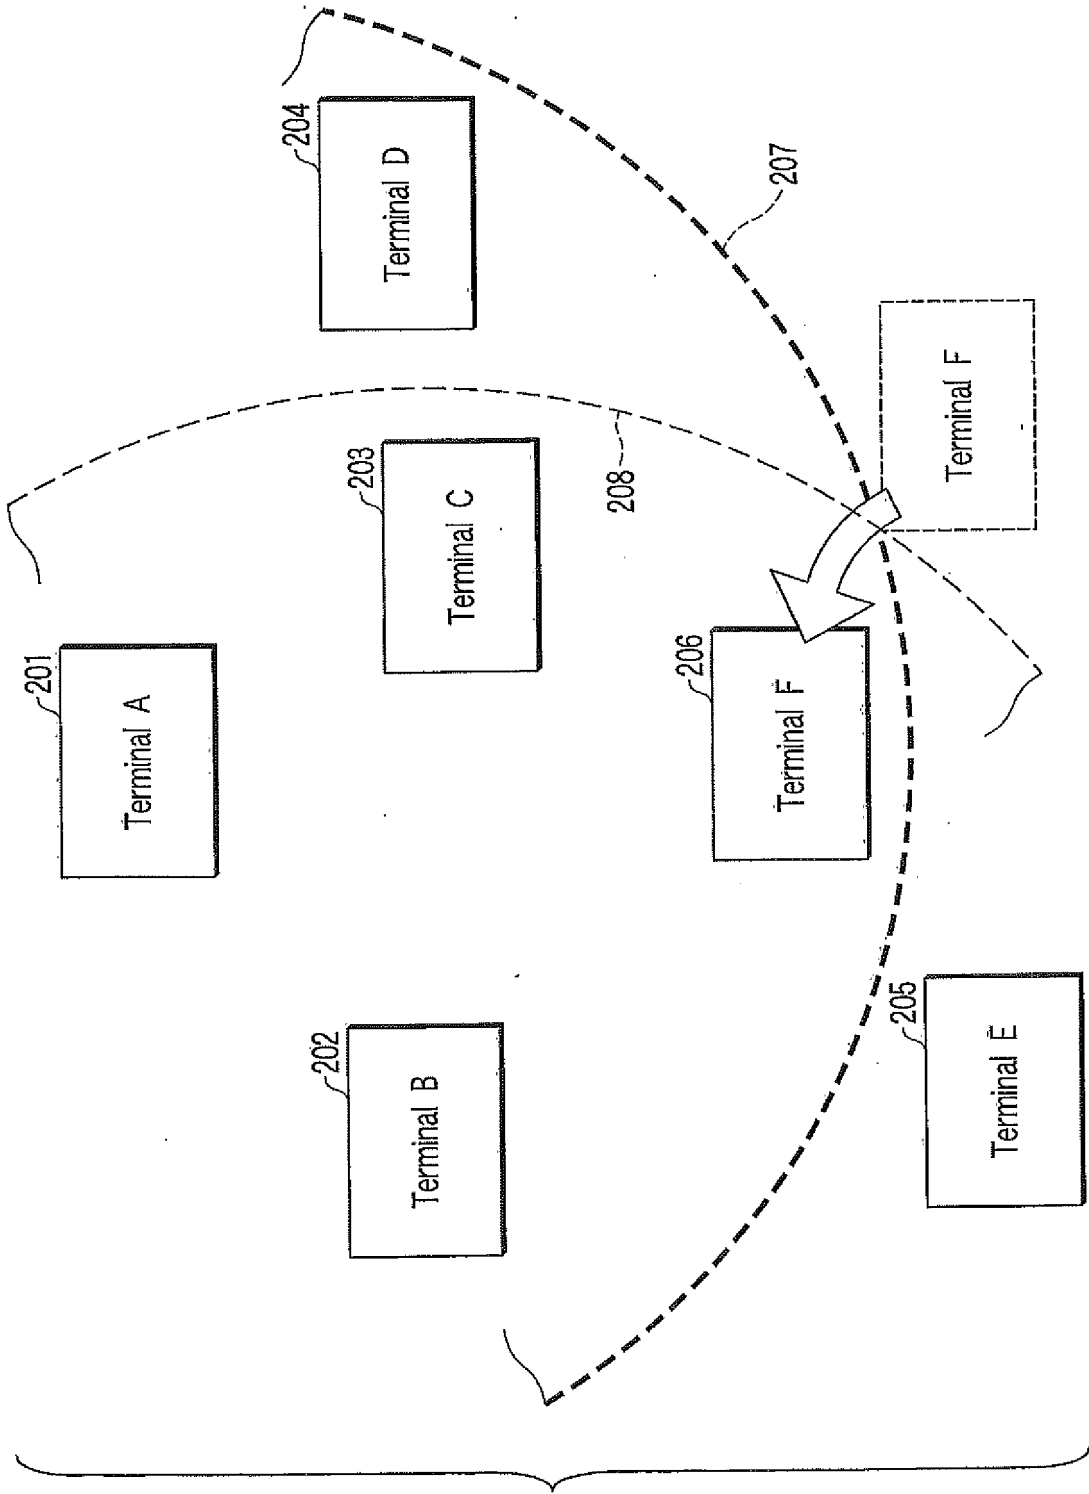 201
Terminal A
202
Terminal B
203
Terminal C
204
Terminal D
208
207
206
Terminal F
Terminal F
205
Terminal E